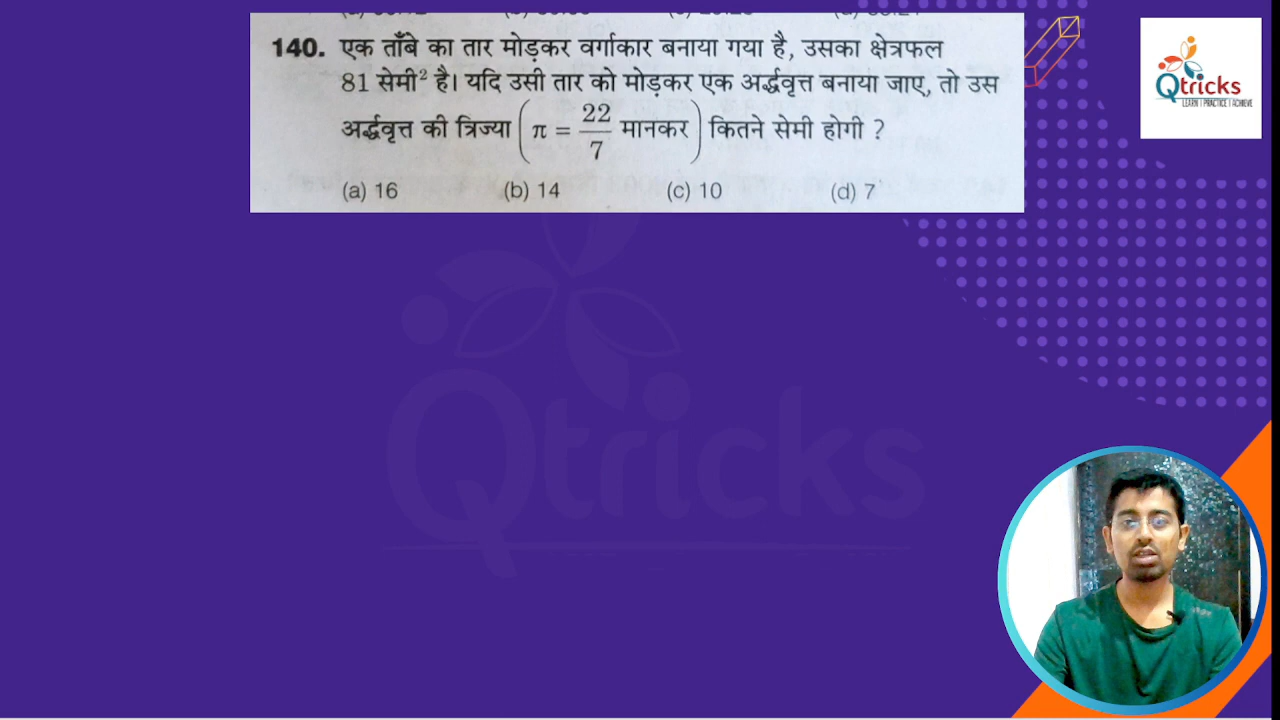 140. एक ताँबे का तार मोड़कर वर्गाकार बनाया गया है, उसका क्षेत्रफल
81 सेमी² है। यदि उसी तार को मोड़कर एक अर्द्धवृत्त बनाया जाए, तो उस
अर्द्धवृत्त की त्रिज्या (π = 22/7 मानकर) कितने सेमी होगी ?
(a) 16 (b) 14 (c) 10 (d) 7
Qtricks
LEARN | PRACTICE | ACHIEVE
Qtricks